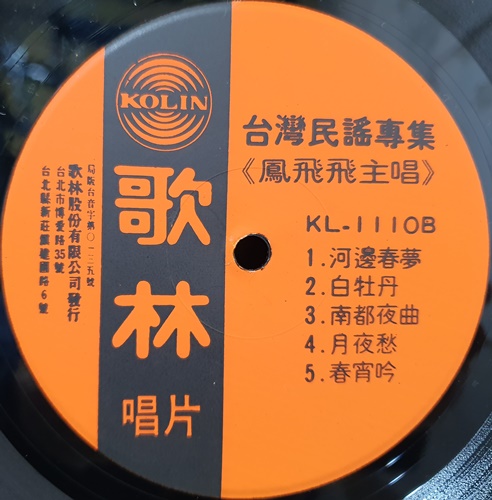 KOLIN
歌林
唱片
台灣民謠專集
《鳳飛飛主唱》
KL-1110B
1.河邊春夢
2.白牡丹
3.南都夜曲
4.月夜愁
5.春宵吟
局版台音字第〇一二五號
歌林股份有限公司發行
台北市博愛路35號
台北縣新莊鎮建國路6號